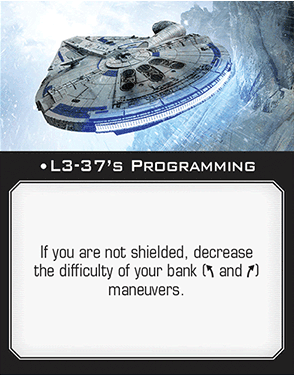 •L3-37's Programming
If you are not shielded, decrease
the difficulty of your bank (↰ and ↱)
maneuvers.